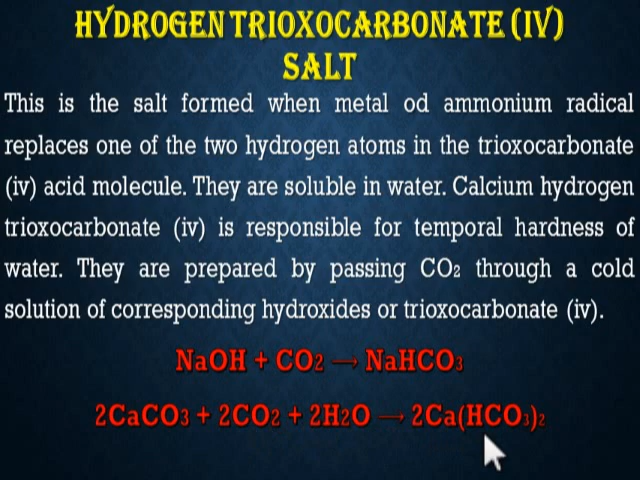 HYDROGEN TRIOXOCARBONATE (IV)
SALT
This is the salt formed when metal od ammonium radical
replaces one of the two hydrogen atoms in the trioxocarbonate
(iv) acid molecule. They are soluble in water. Calcium hydrogen
trioxocarbonate (iv) is responsible for temporal hardness of
water. They are prepared by passing CO₂ through a cold
solution of corresponding hydroxides or trioxocarbonate (iv).
NaOH + CO₂ → NaHCO₃
2CaCO₃ + 2CO₂ + 2H₂O → 2Ca(HCO₃)₂